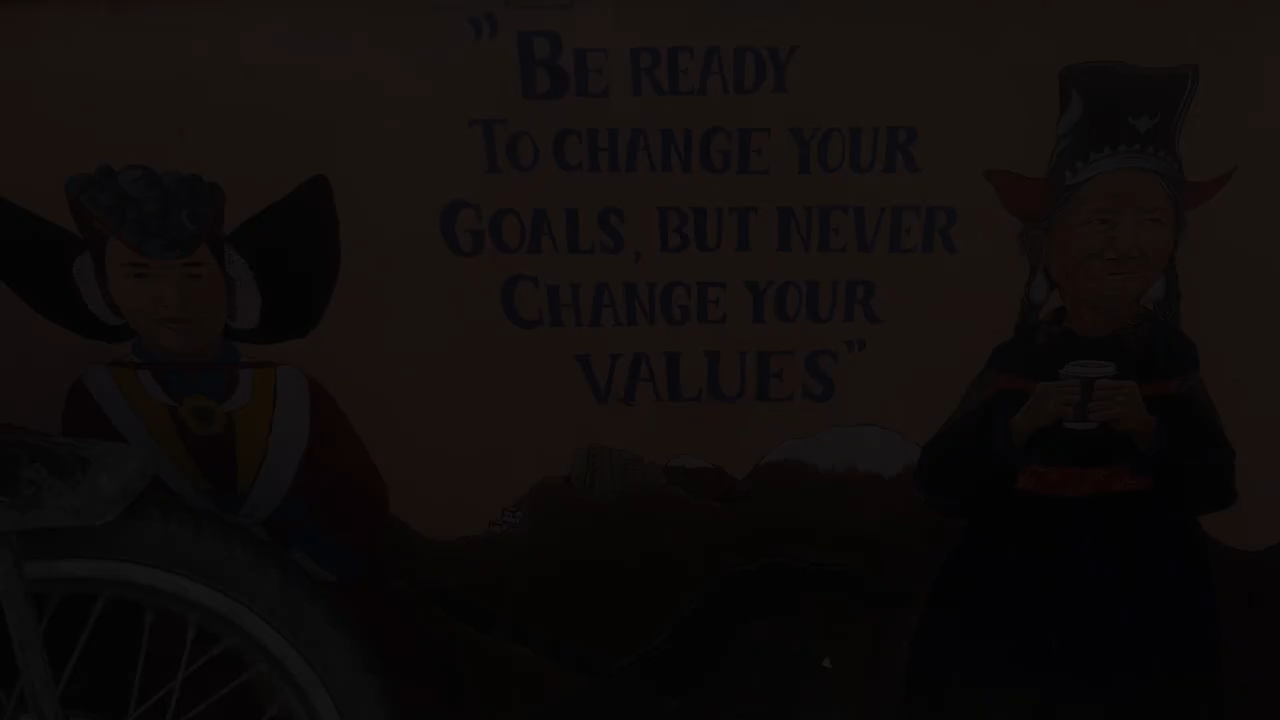 "BE READY
TO CHANGE YOUR
GOALS, BUT NEVER
CHANGE YOUR
VALUES"